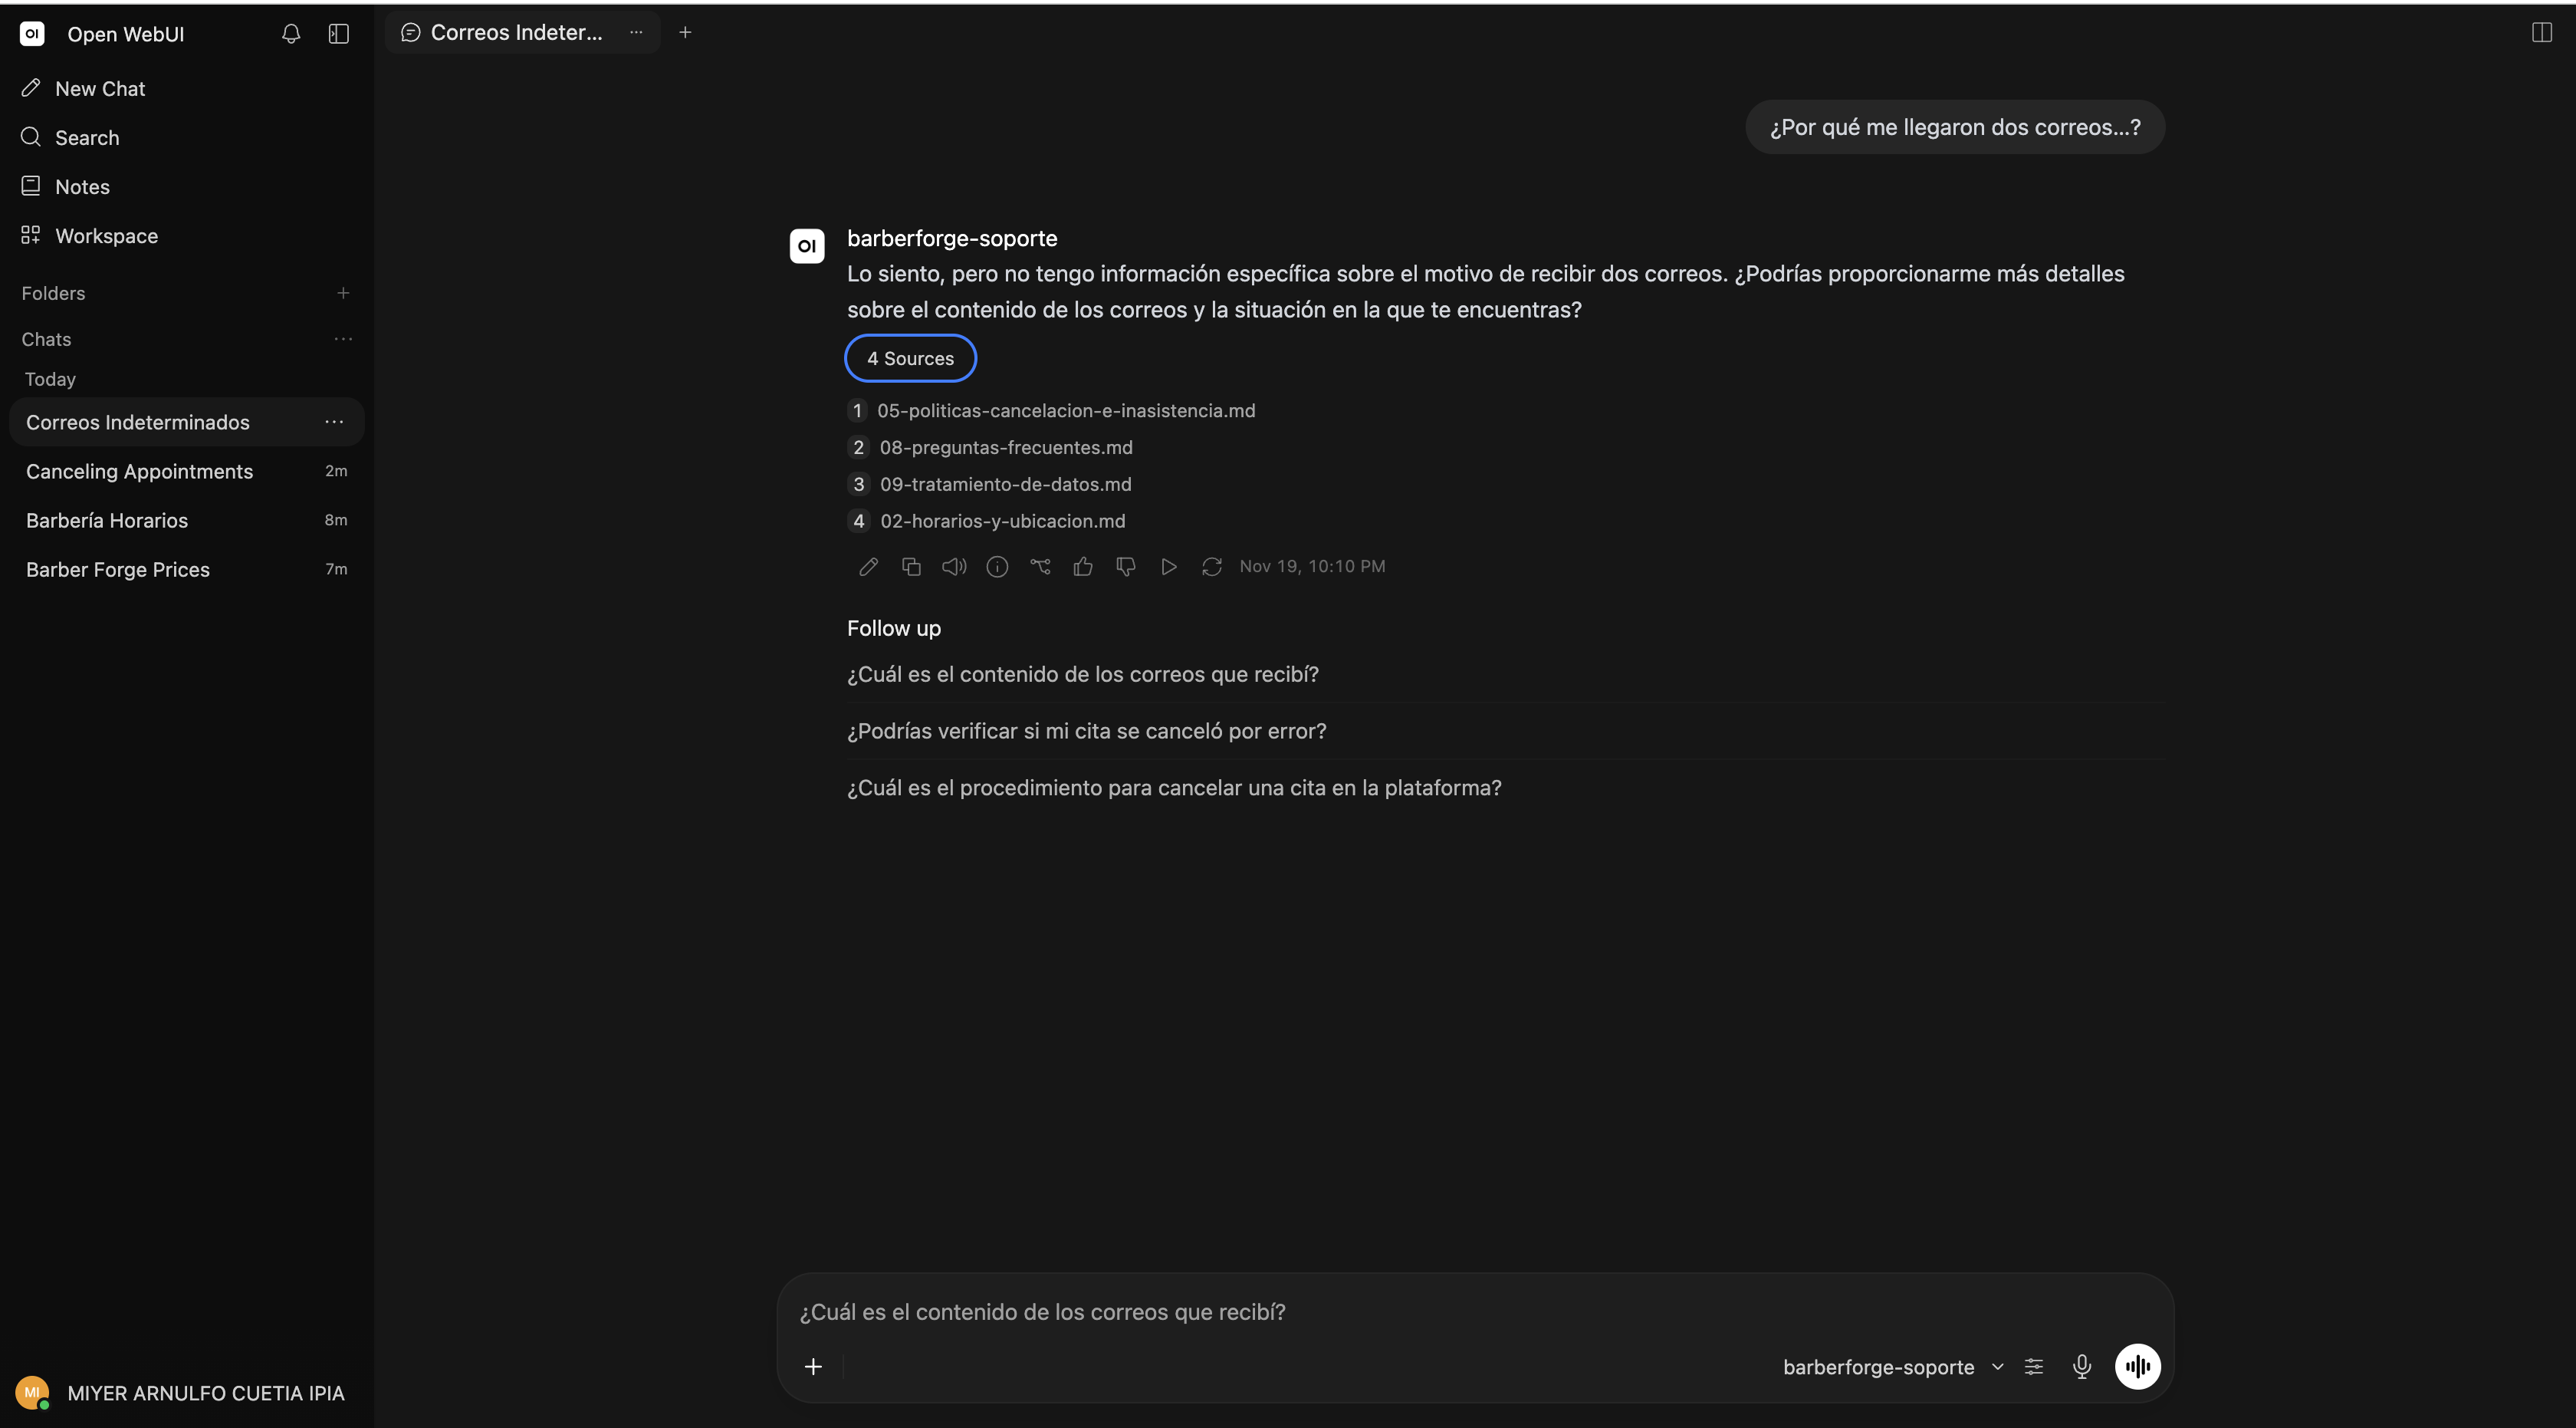 OI Open WebUI
New Chat
Search
Notes
Workspace
Folders
Chats
Today
Correos Indeterminados
Canceling Appointments 2m
Barbería Horarios 8m
Barber Forge Prices 7m
MI MIYER ARNULFO CUETIA IPIA
Correos Indeter...
¿Por qué me llegaron dos correos...?
OI barberforge-soporte
Lo siento, pero no tengo información específica sobre el motivo de recibir dos correos. ¿Podrías proporcionarme más detalles
sobre el contenido de los correos y la situación en la que te encuentras?
4 Sources
1 05-politicas-cancelacion-e-inasistencia.md
2 08-preguntas-frecuentes.md
3 09-tratamiento-de-datos.md
4 02-horarios-y-ubicacion.md
Nov 19, 10:10 PM
Follow up
¿Cuál es el contenido de los correos que recibí?
¿Podrías verificar si mi cita se canceló por error?
¿Cuál es el procedimiento para cancelar una cita en la plataforma?
¿Cuál es el contenido de los correos que recibí?
barberforge-soporte